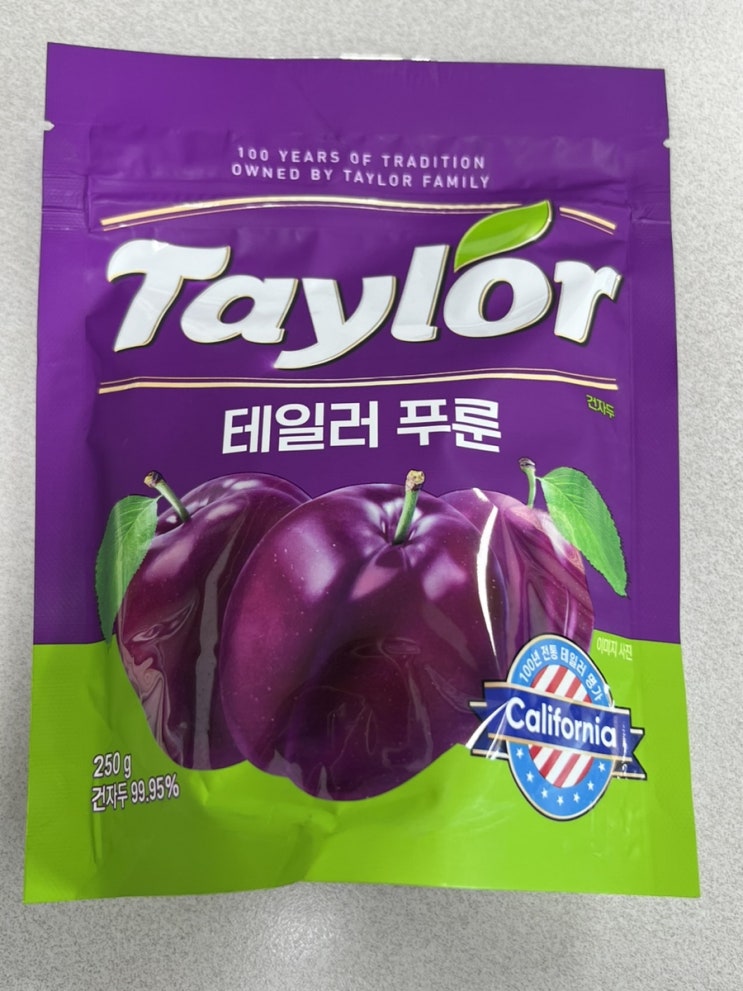 100 YEARS OF TRADITION
OWNED BY TAYLOR FAMILY
Taylor
테일러 푸룬
건자두
이미지 사진
100년 전통 테일러 명가
California
250 g
건자두 99.95%